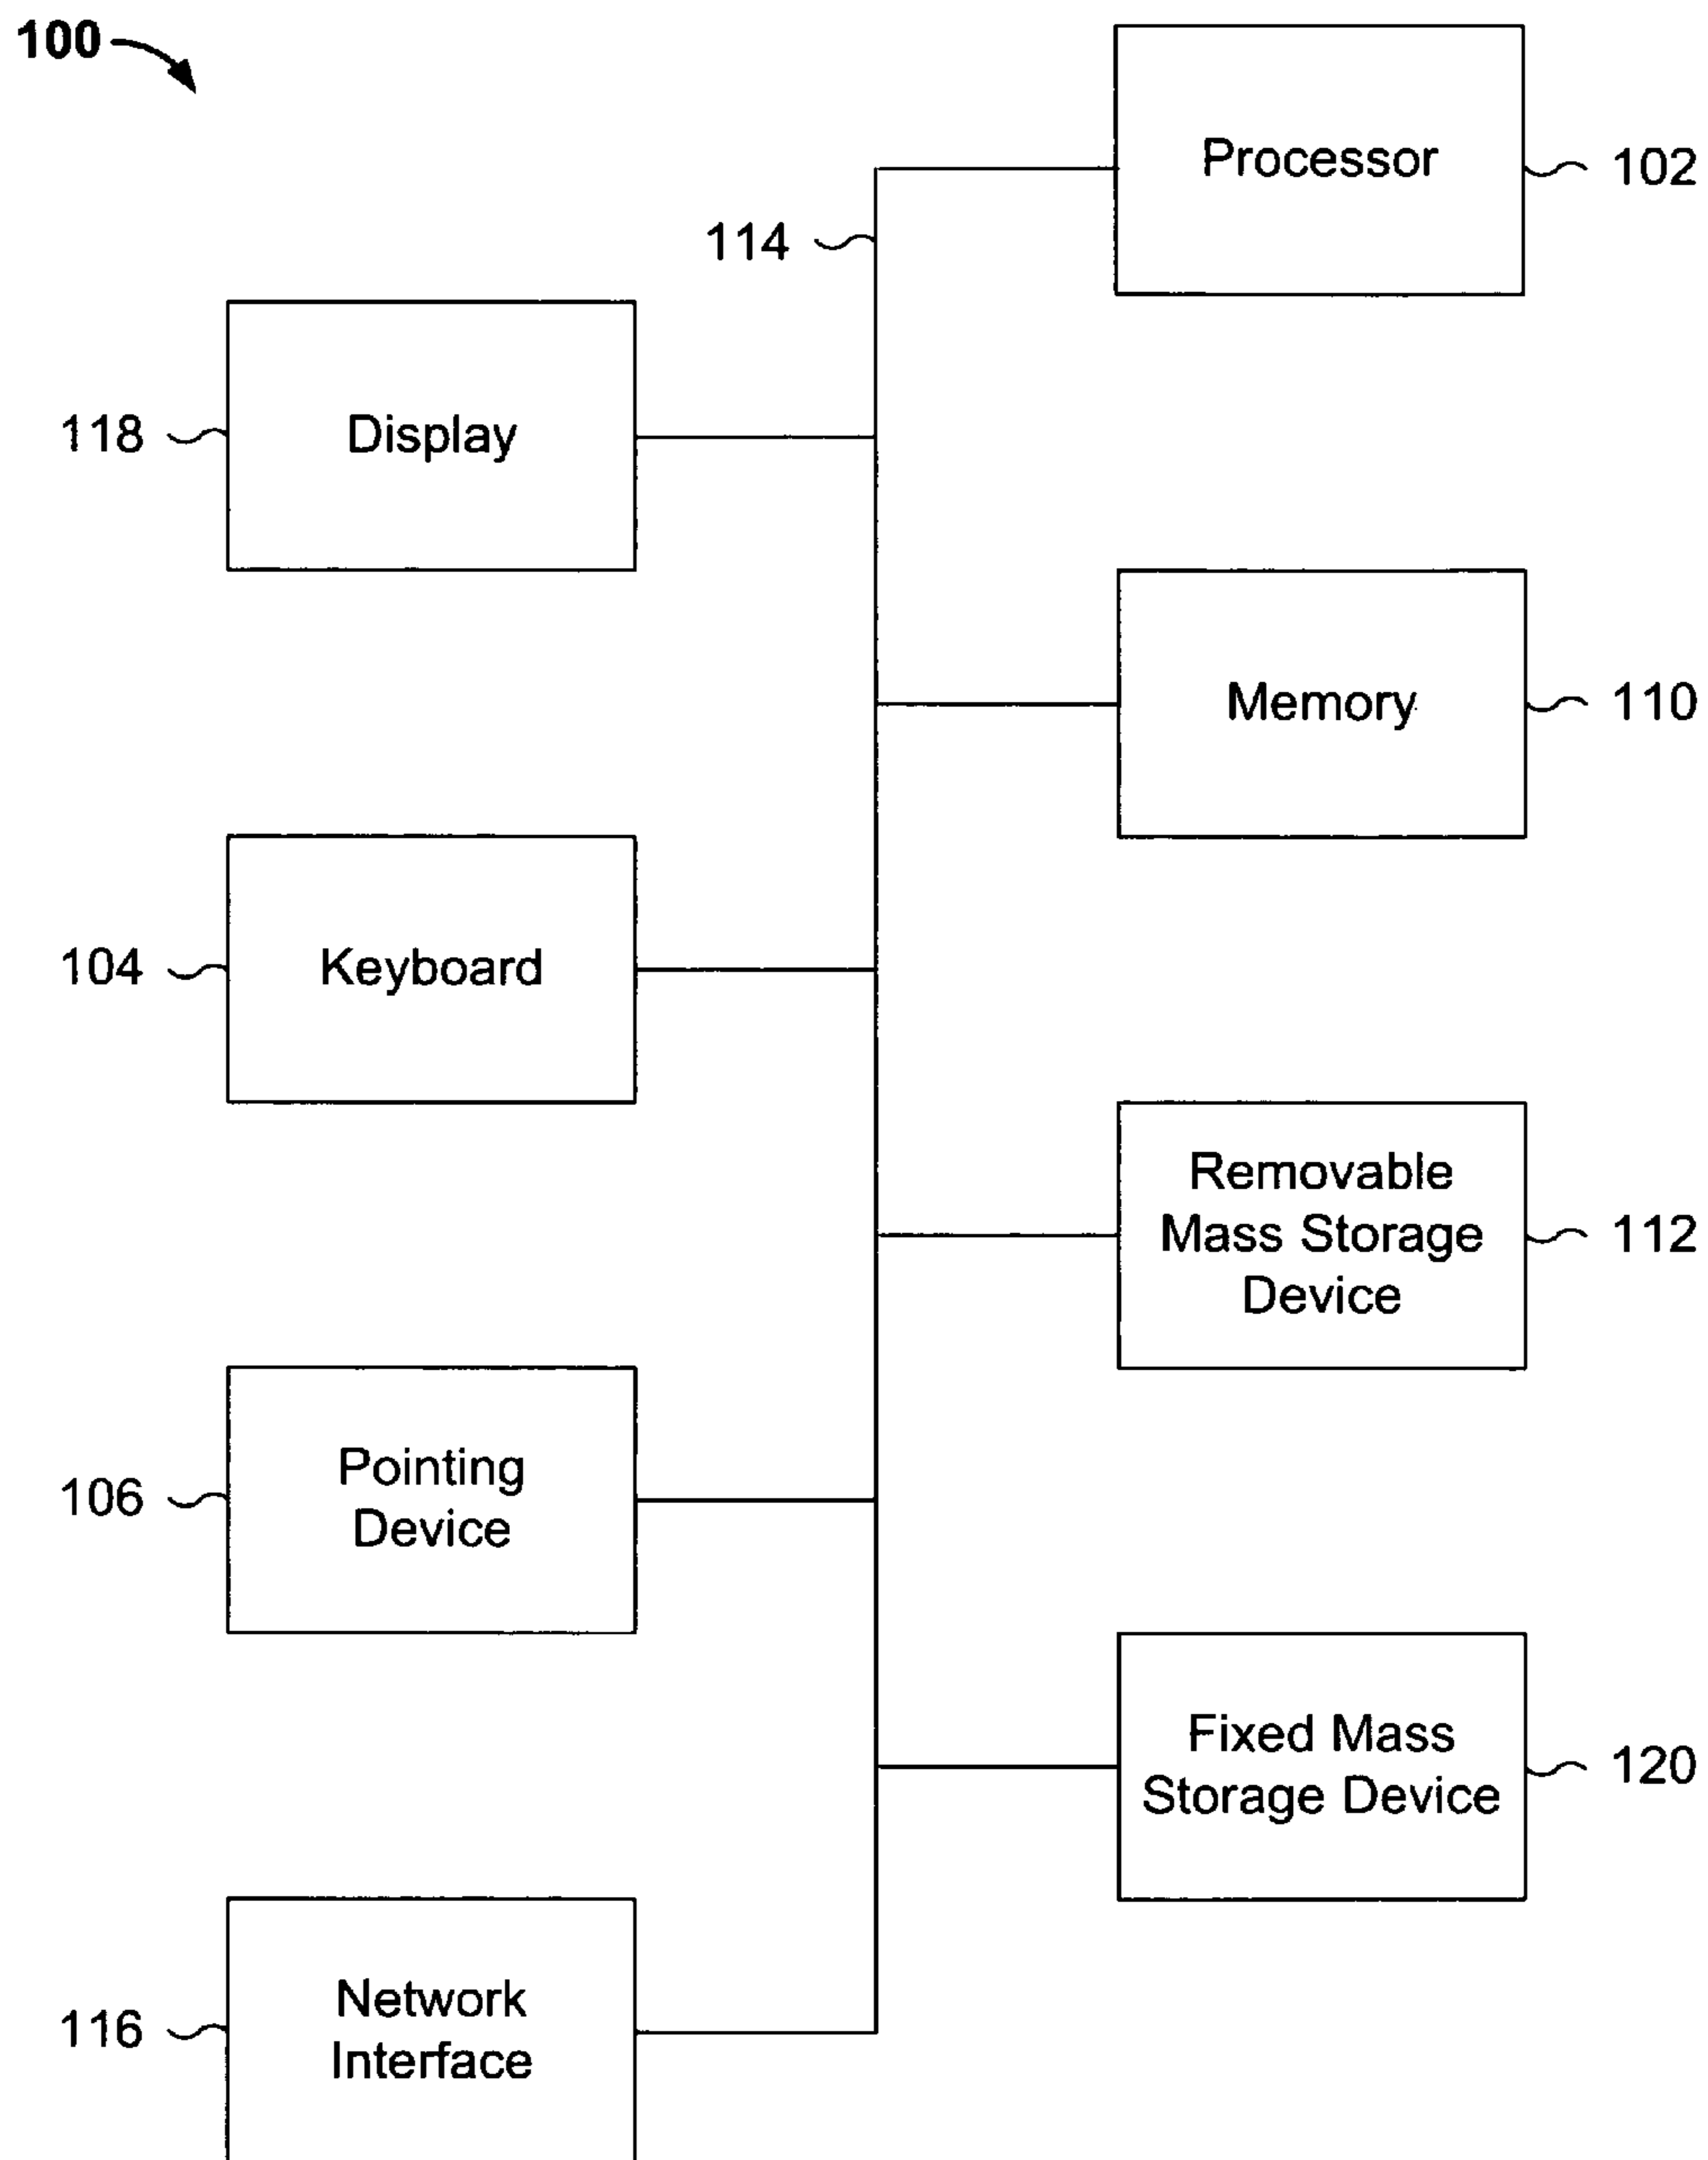 100
Processor
102
114
118
Display
Memory
110
104
Keyboard
Removable
Mass Storage
Device
112
106
Pointing
Device
Fixed Mass
Storage Device
120
116
Network
Interface